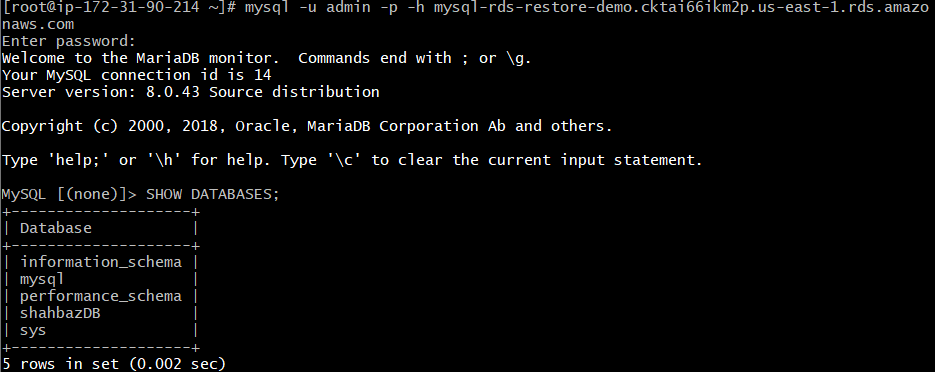 [root@ip-172-31-90-214 ~]# mysql -u admin -p -h mysql-rds-restore-demo.cktai66ikm2p.us-east-1.rds.amazo
naws.com
Enter password:
Welcome to the MariaDB monitor.  Commands end with ; or \g.
Your MySQL connection id is 14
Server version: 8.0.43 Source distribution

Copyright (c) 2000, 2018, Oracle, MariaDB Corporation Ab and others.

Type 'help;' or '\h' for help. Type '\c' to clear the current input statement.

MySQL [(none)]> SHOW DATABASES;
+--------------------+
| Database           |
+--------------------+
| information_schema |
| mysql              |
| performance_schema |
| shahbazDB          |
| sys                |
+--------------------+
5 rows in set (0.002 sec)